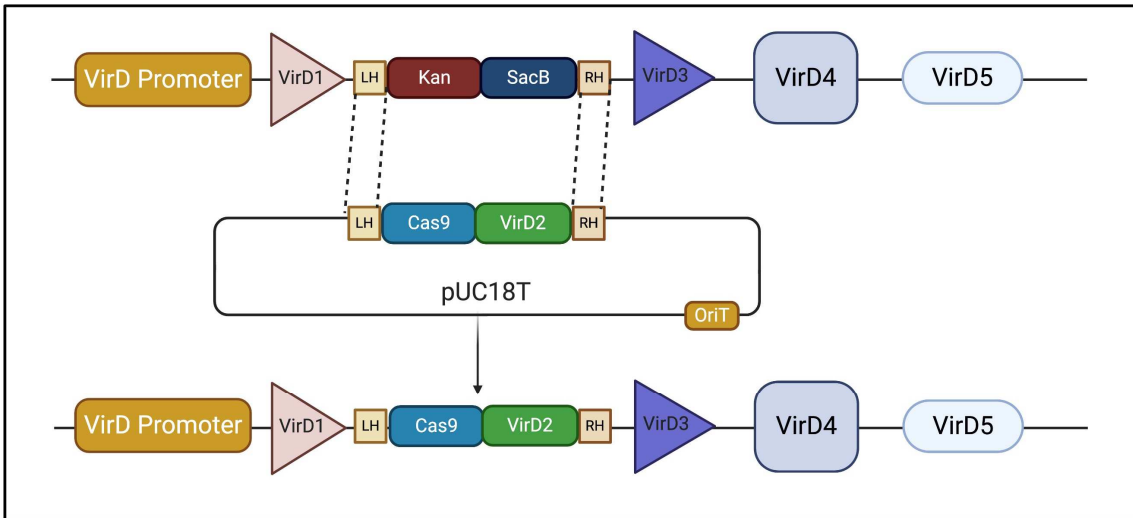 VirD Promoter VirD1 LH Kan SacB RH VirD3 VirD4 VirD5
LH Cas9 VirD2 RH
pUC18T
OriT
VirD Promoter VirD1 LH Cas9 VirD2 RH VirD3 VirD4 VirD5